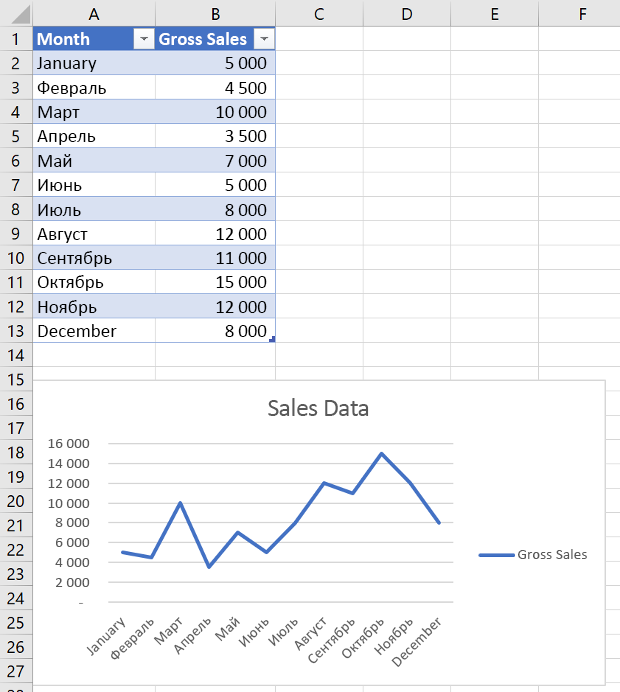 A B C D E F
1 Month Gross Sales
2 January 5 000
3 Февраль 4 500
4 Март 10 000
5 Апрель 3 500
6 Май 7 000
7 Июнь 5 000
8 Июль 8 000
9 Август 12 000
10 Сентябрь 11 000
11 Октябрь 15 000
12 Ноябрь 12 000
13 December 8 000
14
15
16
17
18
19
20
21
22
23
24
25
26
27
Sales Data
16 000
14 000
12 000
10 000
8 000
6 000
4 000
2 000
-
January
Февраль
Март
Апрель
Май
Июнь
Июль
Август
Сентябрь
Октябрь
Ноябрь
December
Gross Sales